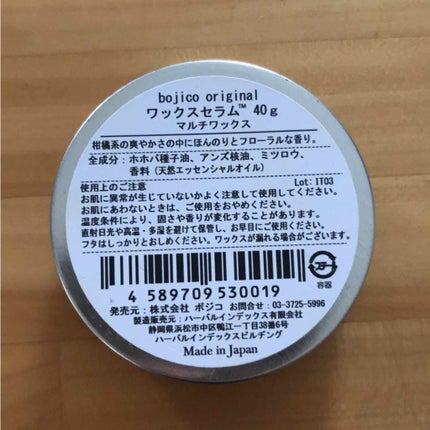 bojico original
ワックスセラム™ 40g
マルチワックス
柑橘系の爽やかさの中にほんのりとフローラルな香り。
全成分：ホホバ種子油、アンズ核油、ミツロウ、
香料（天然エッセンシャルオイル）
使用上のご注意 Lot: IT03
お肌に異常が生じていないかよく注意して使用してください。
お肌にあわないときは、ご使用をおやめください。
温度条件により、固さや香りが変化することがあります。
直射日光や高温・多湿を避けて保管し、お早目にご使用ください。
フタはしっかりとおしめください。ワックスが漏れる場合がございます。
4 589709 530019
容器
発売元：株式会社 ボジコ お問合せ：03-3725-5996
製造販売元：ハーバルインデックス有限会社
静岡県浜松市中区鴨江一丁目38番6号
ハーバルインデックスビルヂング
Made in Japan